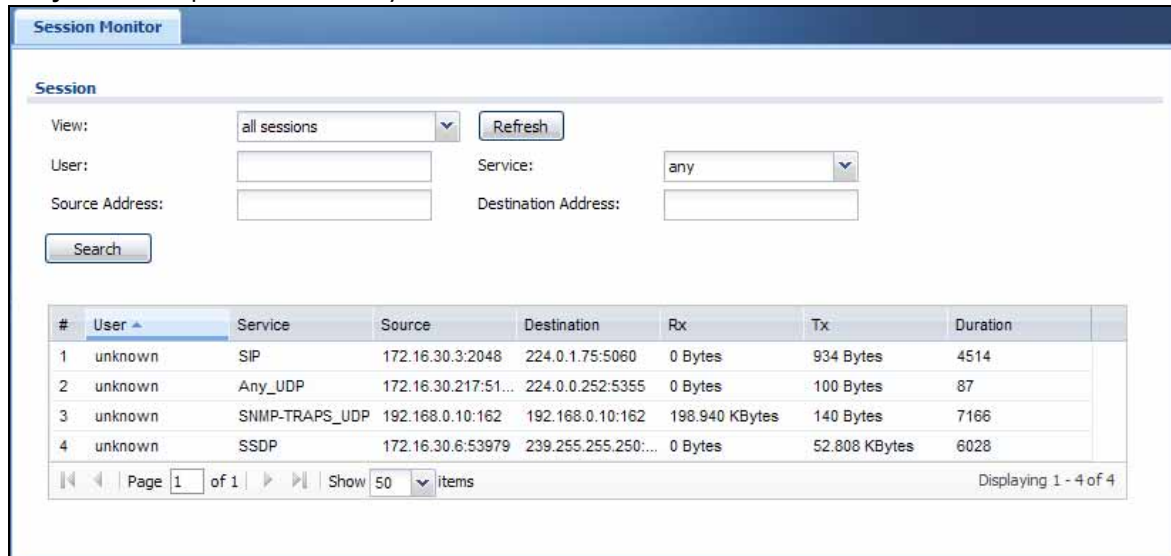 Session Monitor
Session
View: all sessions Refresh
User: Service: any
Source Address: Destination Address:
Search
# User Service Source Destination Rx Tx Duration
1 unknown SIP 172.16.30.3:2048 224.0.1.75:5060 0 Bytes 934 Bytes 4514
2 unknown Any_UDP 172.16.30.217:51... 224.0.0.252:5355 0 Bytes 100 Bytes 87
3 unknown SNMP-TRAPS_UDP 192.168.0.10:162 192.168.0.10:162 198.940 KBytes 140 Bytes 7166
4 unknown SSDP 172.16.30.6:53979 239.255.255.250:... 0 Bytes 52.808 KBytes 6028
Page 1 of 1 Show 50 items Displaying 1 - 4 of 4